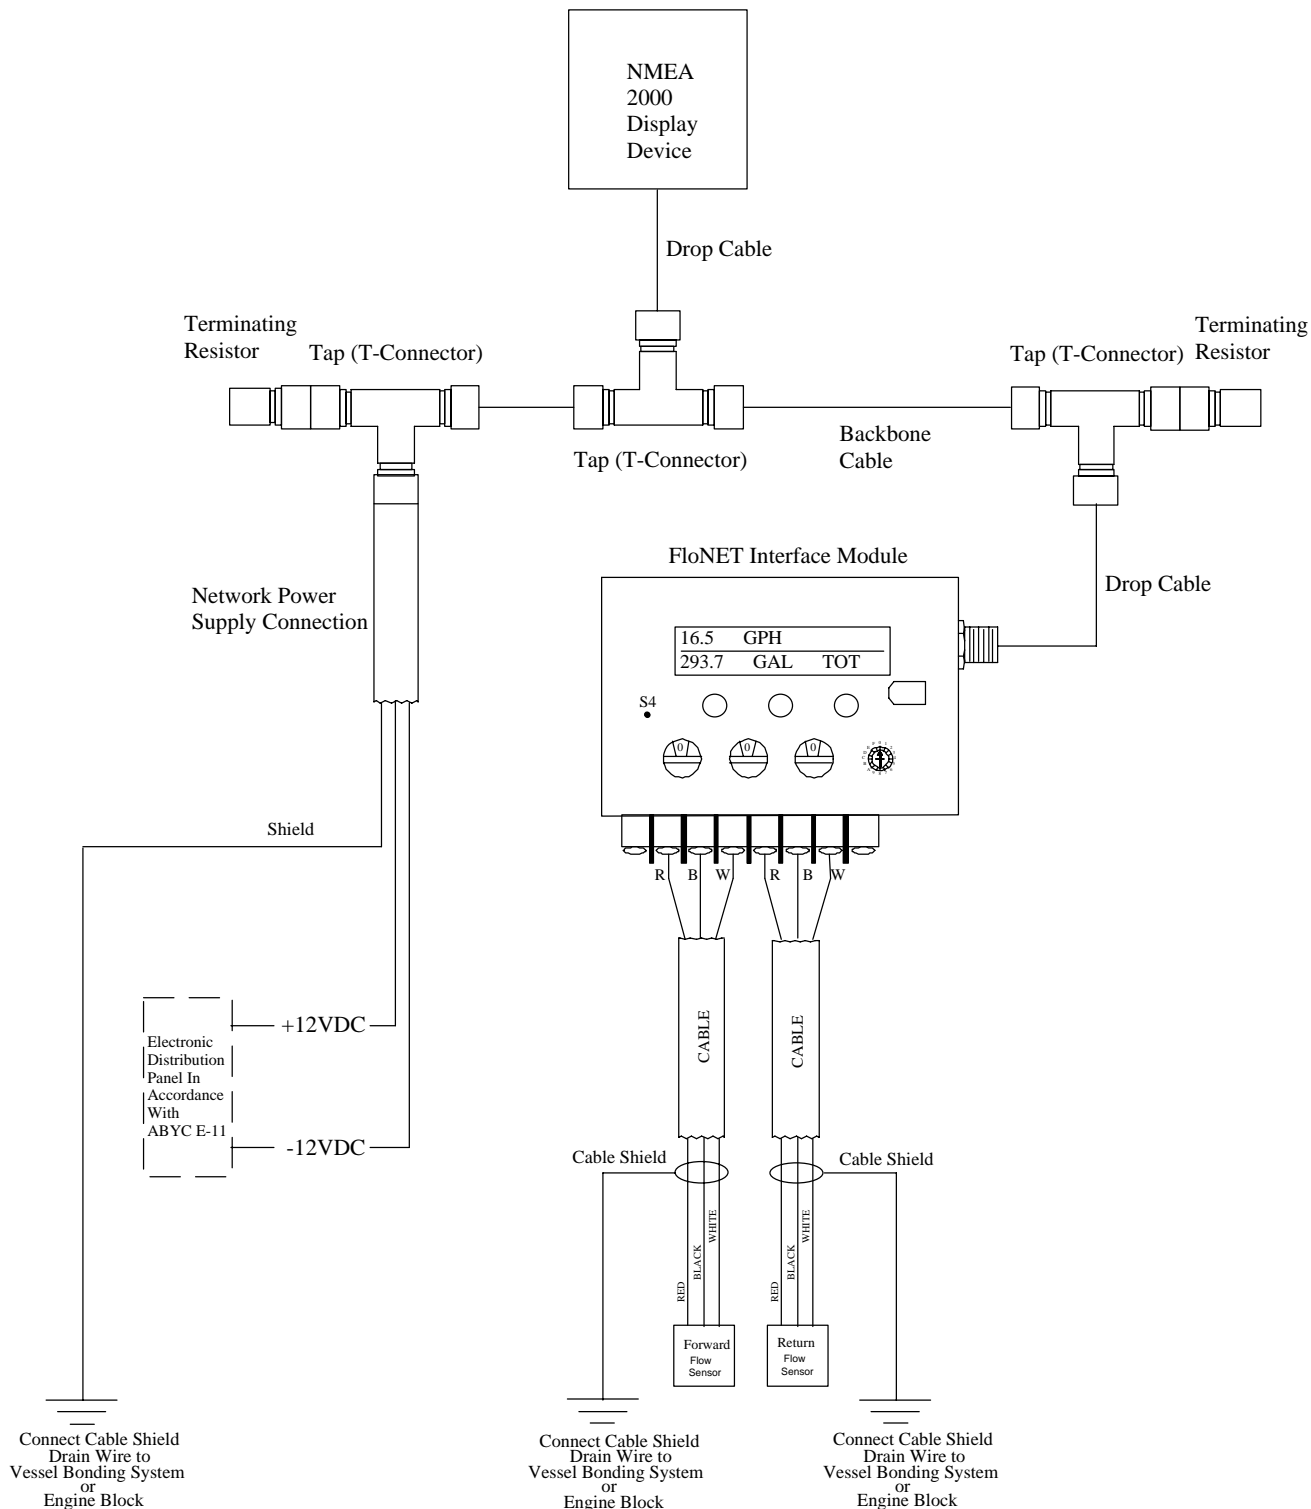 NMEA
2000
Display
Device
Drop Cable
Terminating
Resistor
Tap (T-Connector)
Tap (T-Connector)
Terminating
Resistor
Tap (T-Connector)
Backbone
Cable
Network Power
Supply Connection
FloNET Interface Module
Drop Cable
16.5 GPH
293.7 GAL TOT
S4
0 0 0
Shield
R B W R B W
CABLE
CABLE
+12VDC
Electronic
Distribution
Panel In
Accordance
With
ABYC E-11
-12VDC
Cable Shield
Cable Shield
RED
BLACK
WHITE
RED
BLACK
WHITE
Forward
Flow
Sensor
Return
Flow
Sensor
Connect Cable Shield
Drain Wire to
Vessel Bonding System
or
Engine Block
Connect Cable Shield
Drain Wire to
Vessel Bonding System
or
Engine Block
Connect Cable Shield
Drain Wire to
Vessel Bonding System
or
Engine Block